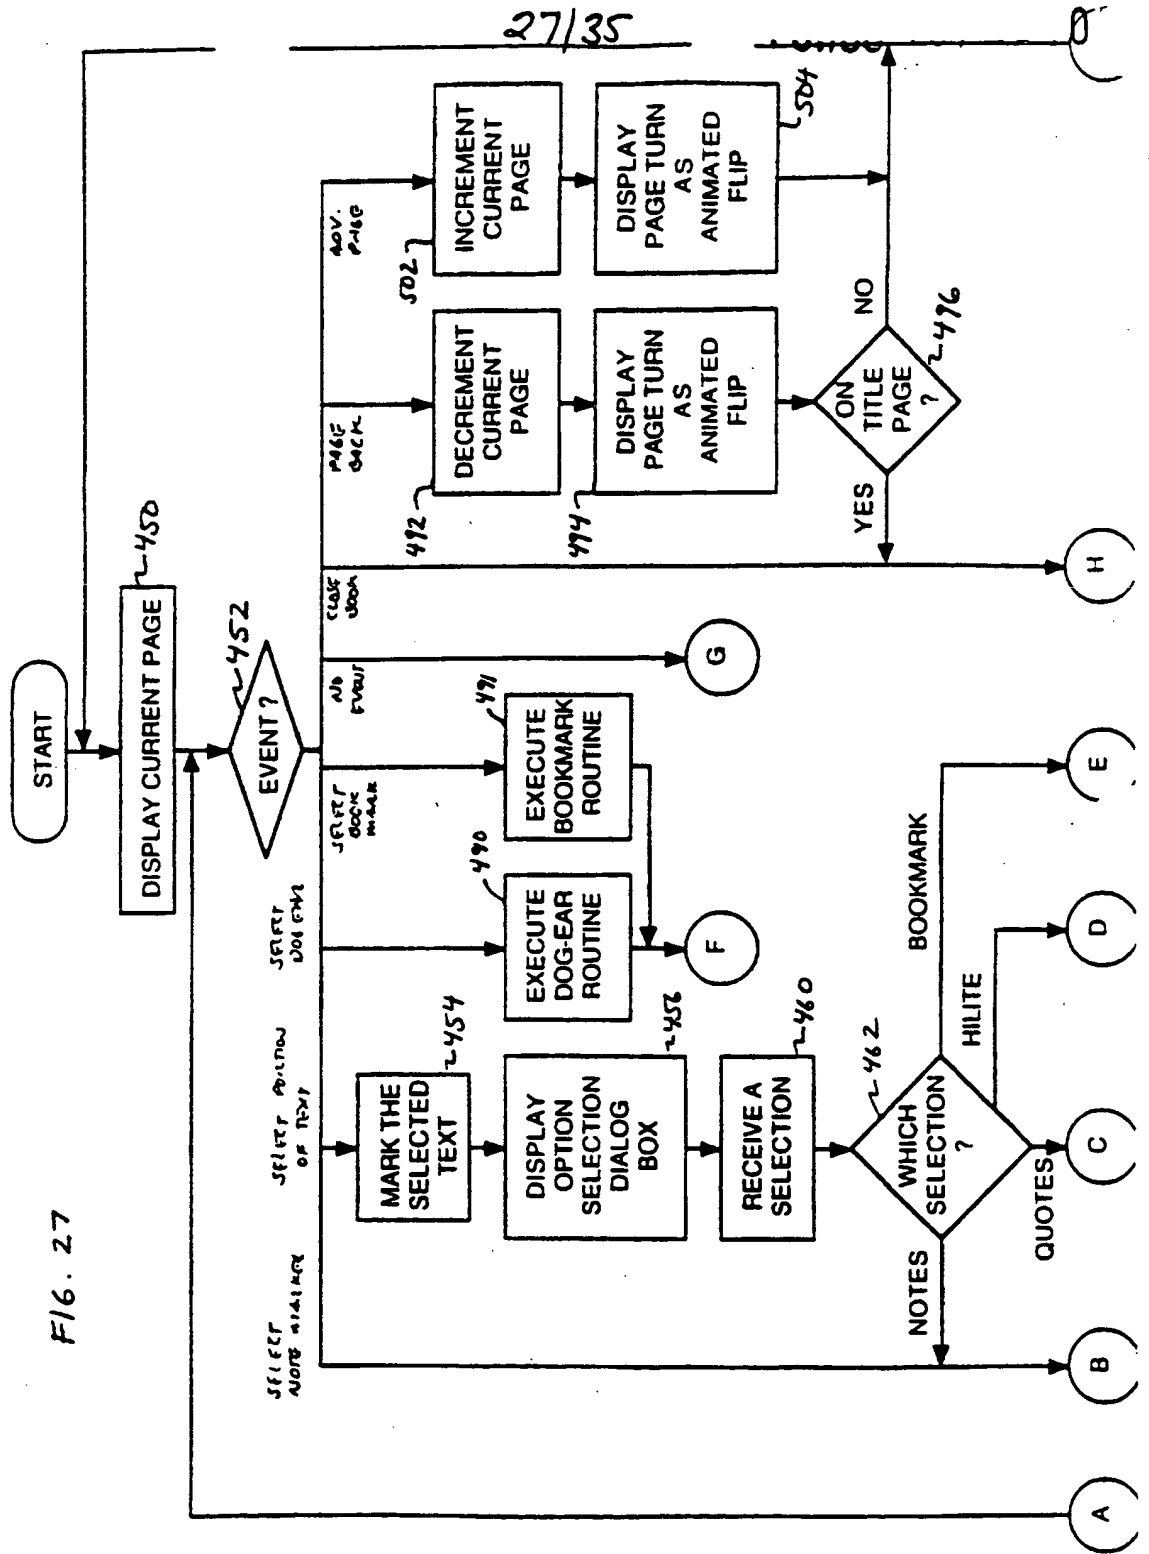 27/35
FIG. 27
START
DISPLAY CURRENT PAGE
450
EVENT?
452
SELECT
NOTE MARKER
SELECT PORTION
OF TEXT
SELECT
DOG EAR
SELECT
BOOK
MARK
NO
EVENT
CLOSE
BOOK
PAGE
BACK
ADV.
PAGE
MARK THE
SELECTED
TEXT
454
DISPLAY
OPTION
SELECTION
DIALOG
BOX
456
RECEIVE A
SELECTION
460
WHICH
SELECTION
?
462
NOTES
QUOTES
HILITE
BOOKMARK
EXECUTE
DOG-EAR
ROUTINE
490
EXECUTE
BOOKMARK
ROUTINE
491
DECREMENT
CURRENT
PAGE
492
DISPLAY
PAGE TURN
AS
ANIMATED
FLIP
494
ON
TITLE
PAGE
?
496
YES
NO
INCREMENT
CURRENT
PAGE
502
DISPLAY
PAGE TURN
AS
ANIMATED
FLIP
504
F
G
A
B
C
D
E
H